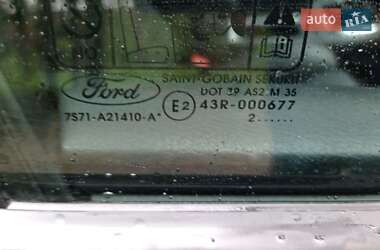 auto RIA
SAINT-GOBAIN SEKURIT
Ford
DOT 39 AS2 M 35
E2 43R-000677
7S71-A21410-A*
2......